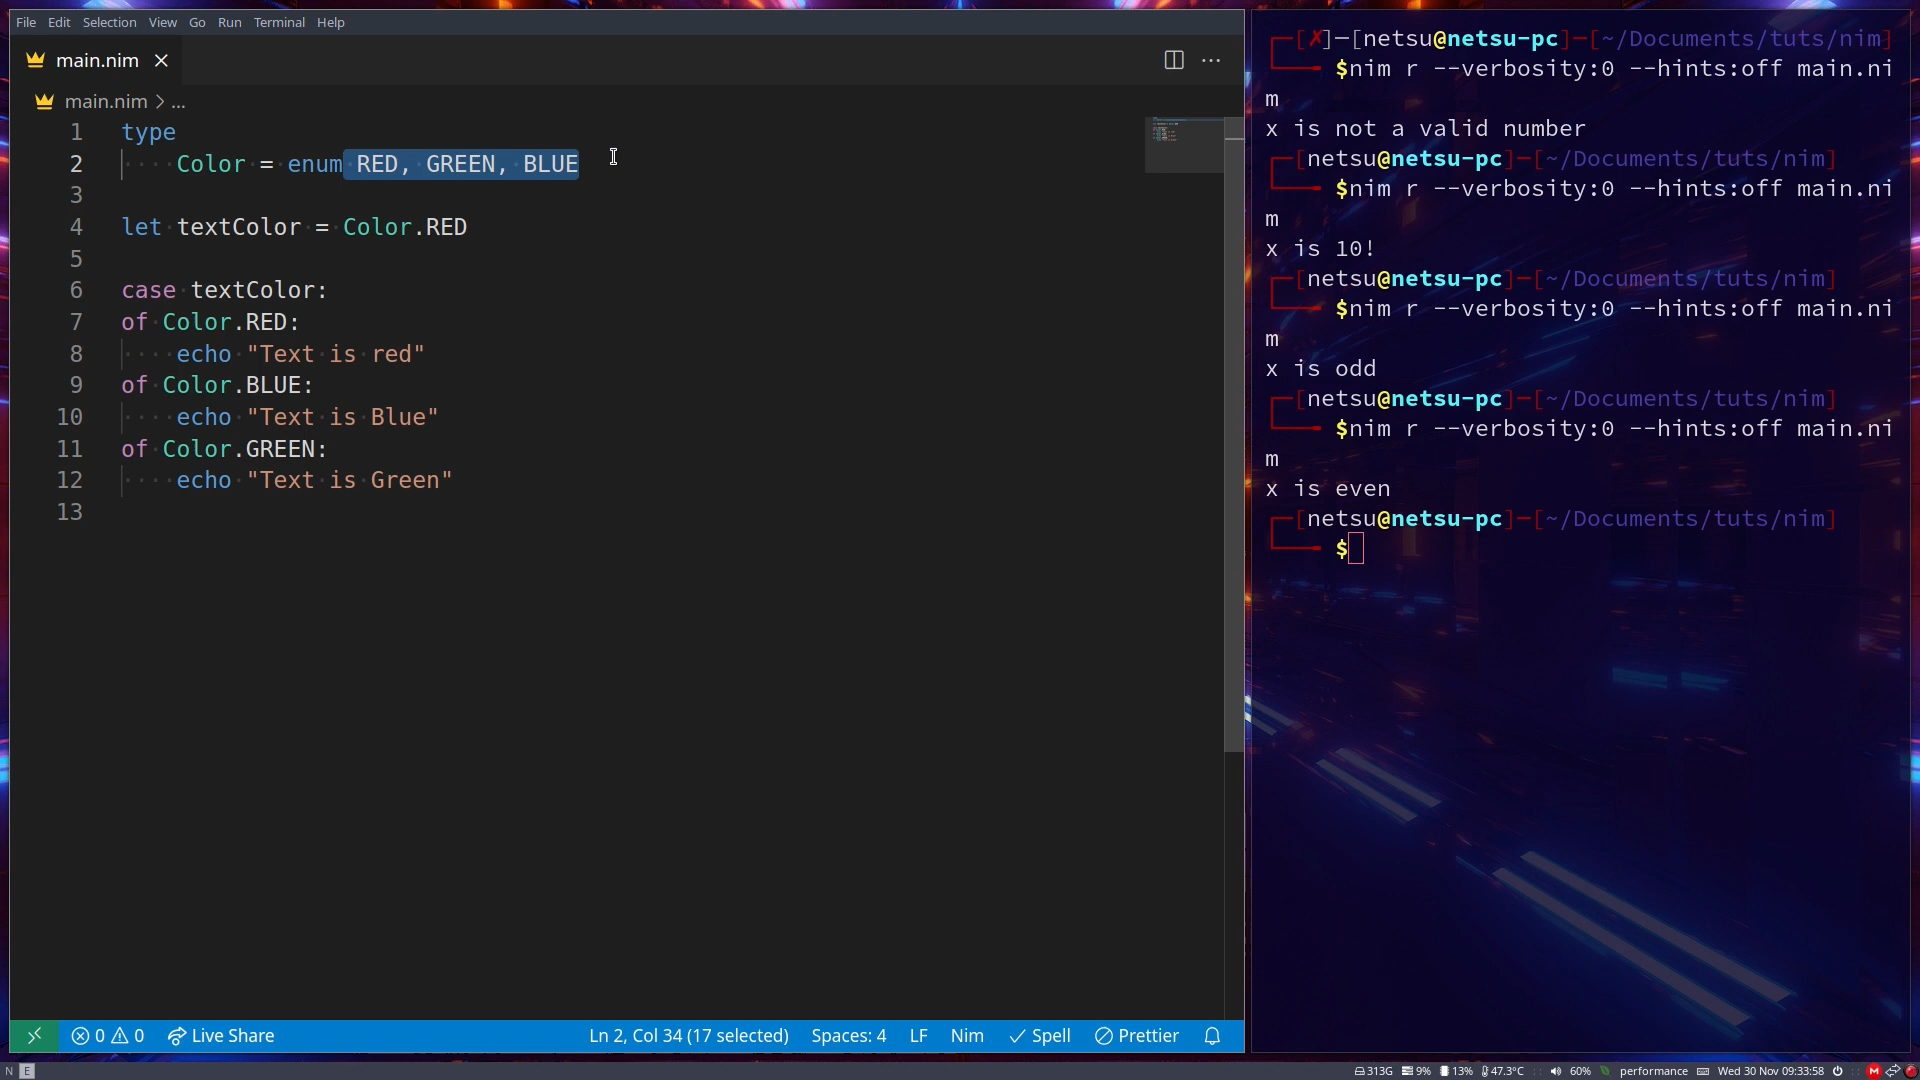 File Edit Selection View Go Run Terminal Help
main.nim
main.nim > ...
1 type
2 Color = enum RED, GREEN, BLUE
3
4 let textColor = Color.RED
5
6 case textColor:
7 of Color.RED:
8 echo "Text is red"
9 of Color.BLUE:
10 echo "Text is Blue"
11 of Color.GREEN:
12 echo "Text is Green"
13
0 0 Live Share Ln 2, Col 34 (17 selected) Spaces: 4 LF Nim Spell Prettier
[✗]─[netsu@netsu-pc]─[~/Documents/tuts/nim]
$nim r --verbosity:0 --hints:off main.ni
m
x is not a valid number
[netsu@netsu-pc]─[~/Documents/tuts/nim]
$nim r --verbosity:0 --hints:off main.ni
m
x is 10!
[netsu@netsu-pc]─[~/Documents/tuts/nim]
$nim r --verbosity:0 --hints:off main.ni
m
x is odd
[netsu@netsu-pc]─[~/Documents/tuts/nim]
$nim r --verbosity:0 --hints:off main.ni
m
x is even
[netsu@netsu-pc]─[~/Documents/tuts/nim]
$
N E 313G 9% 13% 47.3°C 60% performance Wed 30 Nov 09:33:58 M